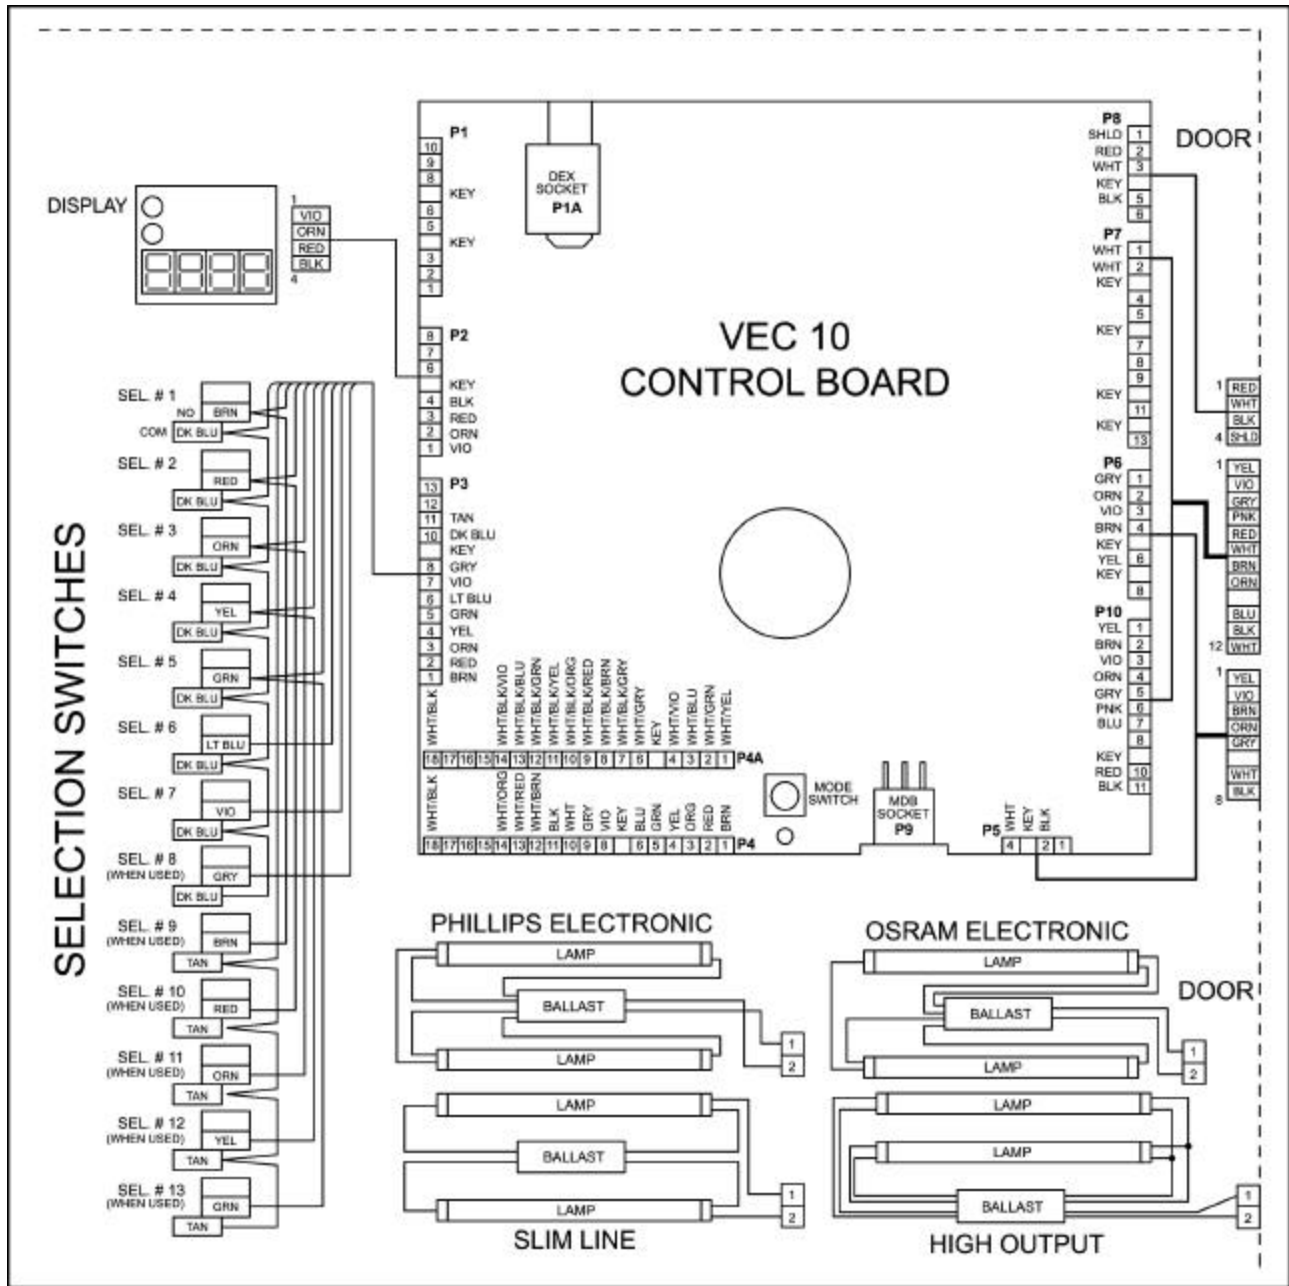 DISPLAY
1
VIO
ORN
RED
BLK
4
P1
10
9
8
KEY
6
5
KEY
3
2
1
DEX
SOCKET
P1A
P2
8
7
6
KEY
4 BLK
3 RED
2 ORN
1 VIO
P3
13
12
11 TAN
10 DK BLU
KEY
8 GRY
7 VIO
6 LT BLU
5 GRN
4 YEL
3 ORN
2 RED
1 BRN
VEC 10
CONTROL BOARD
P8
SHLD 1
RED 2
WHT 3
KEY
BLK 5
6
P7
WHT 1
WHT 2
KEY
4
5
KEY
7
8
9
KEY
11
KEY
13
P6
GRY 1
ORN 2
VIO 3
BRN 4
KEY
YEL 6
KEY
8
P10
YEL 1
BRN 2
VIO 3
ORN 4
GRY 5
PNK 6
BLU 7
8
KEY
RED 10
BLK 11
DOOR
1 RED
WHT
BLK
4 SHLD
1 YEL
VIO
GRY
PNK
RED
WHT
BRN
ORN
BLU
BLK
12 WHT
1 YEL
VIO
BRN
ORN
GRY
WHT
8 BLK
WHT/BLK WHT/BLK/VIO WHT/BLK/BLU WHT/BLK/GRN WHT/BLK/YEL WHT/BLK/ORG WHT/BLK/RED WHT/BLK/BRN WHT/BLK/GRY WHT/GRY KEY WHT/VIO WHT/BLU WHT/GRN WHT/YEL
18 17 16 15 14 13 12 11 10 9 8 7 6 4 3 2 1 P4A
WHT/BLK WHT/ORG WHT/RED WHT/BRN BLK WHT GRY VIO KEY BLU GRN YEL ORG RED BRN
18 17 16 15 14 13 12 11 10 9 8 6 5 4 3 2 1 P4
MODE
SWITCH
MDB
SOCKET
P9
P5
WHT KEY BLK
4 2 1
SELECTION SWITCHES
SEL. # 1
NO BRN
COM DK BLU
SEL. # 2
RED
DK BLU
SEL. # 3
ORN
DK BLU
SEL. # 4
YEL
DK BLU
SEL. # 5
GRN
DK BLU
SEL. # 6
LT BLU
DK BLU
SEL. # 7
VIO
DK BLU
SEL. # 8
(WHEN USED)
GRY
DK BLU
SEL. # 9
(WHEN USED)
BRN
TAN
SEL. # 10
(WHEN USED)
RED
TAN
SEL. # 11
(WHEN USED)
ORN
TAN
SEL. # 12
(WHEN USED)
YEL
TAN
SEL. # 13
(WHEN USED)
GRN
TAN
PHILLIPS ELECTRONIC
LAMP
BALLAST
LAMP
1
2
LAMP
BALLAST
LAMP
1
2
SLIM LINE
OSRAM ELECTRONIC
LAMP
BALLAST
LAMP
1
2
DOOR
LAMP
LAMP
BALLAST
1
2
HIGH OUTPUT